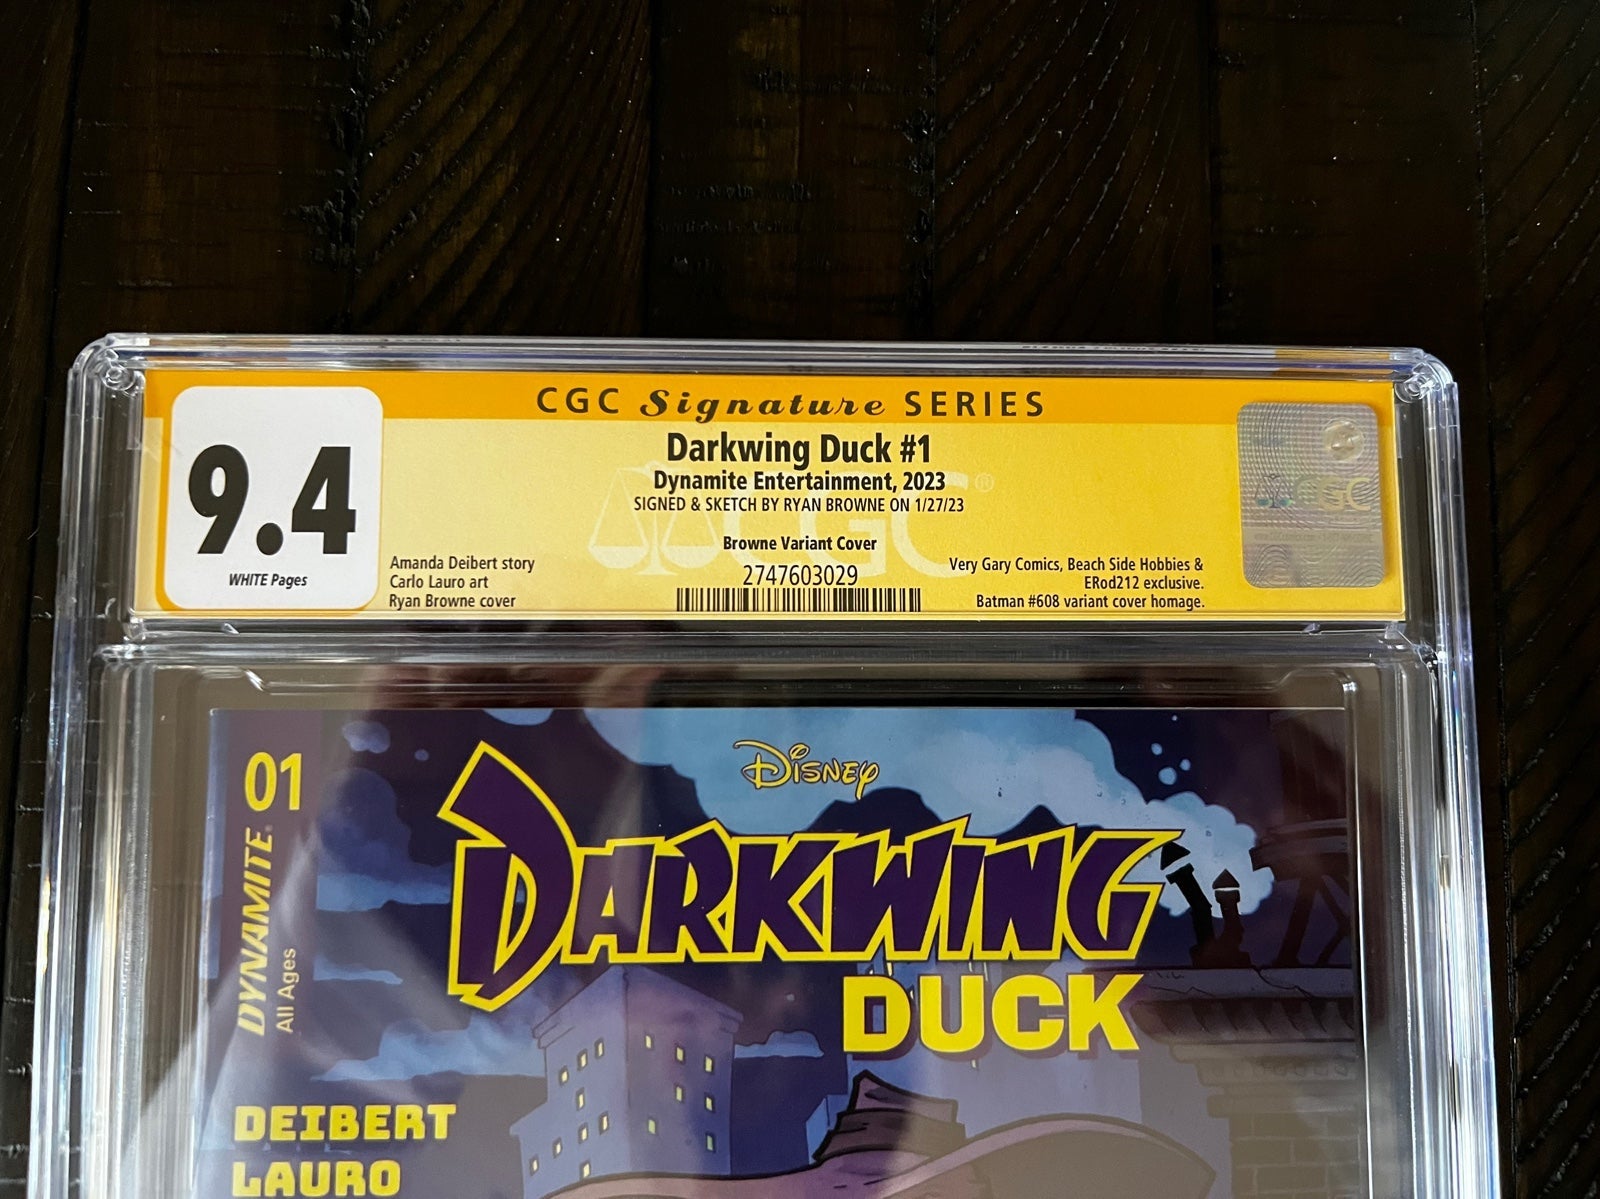 CGC Signature SERIES
9.4
WHITE Pages
Darkwing Duck #1
Dynamite Entertainment, 2023
SIGNED & SKETCH BY RYAN BROWNE ON 1/27/23
Browne Variant Cover
2747603029
Amanda Deibert story
Carlo Lauro art
Ryan Browne cover
Very Gary Comics, Beach Side Hobbies &
ERod212 exclusive.
Batman #608 variant cover homage.
CGC®
CGC
01
DYNAMITE®
All Ages
DISNEY
DARKWING
DUCK
DEIBERT
LAURO